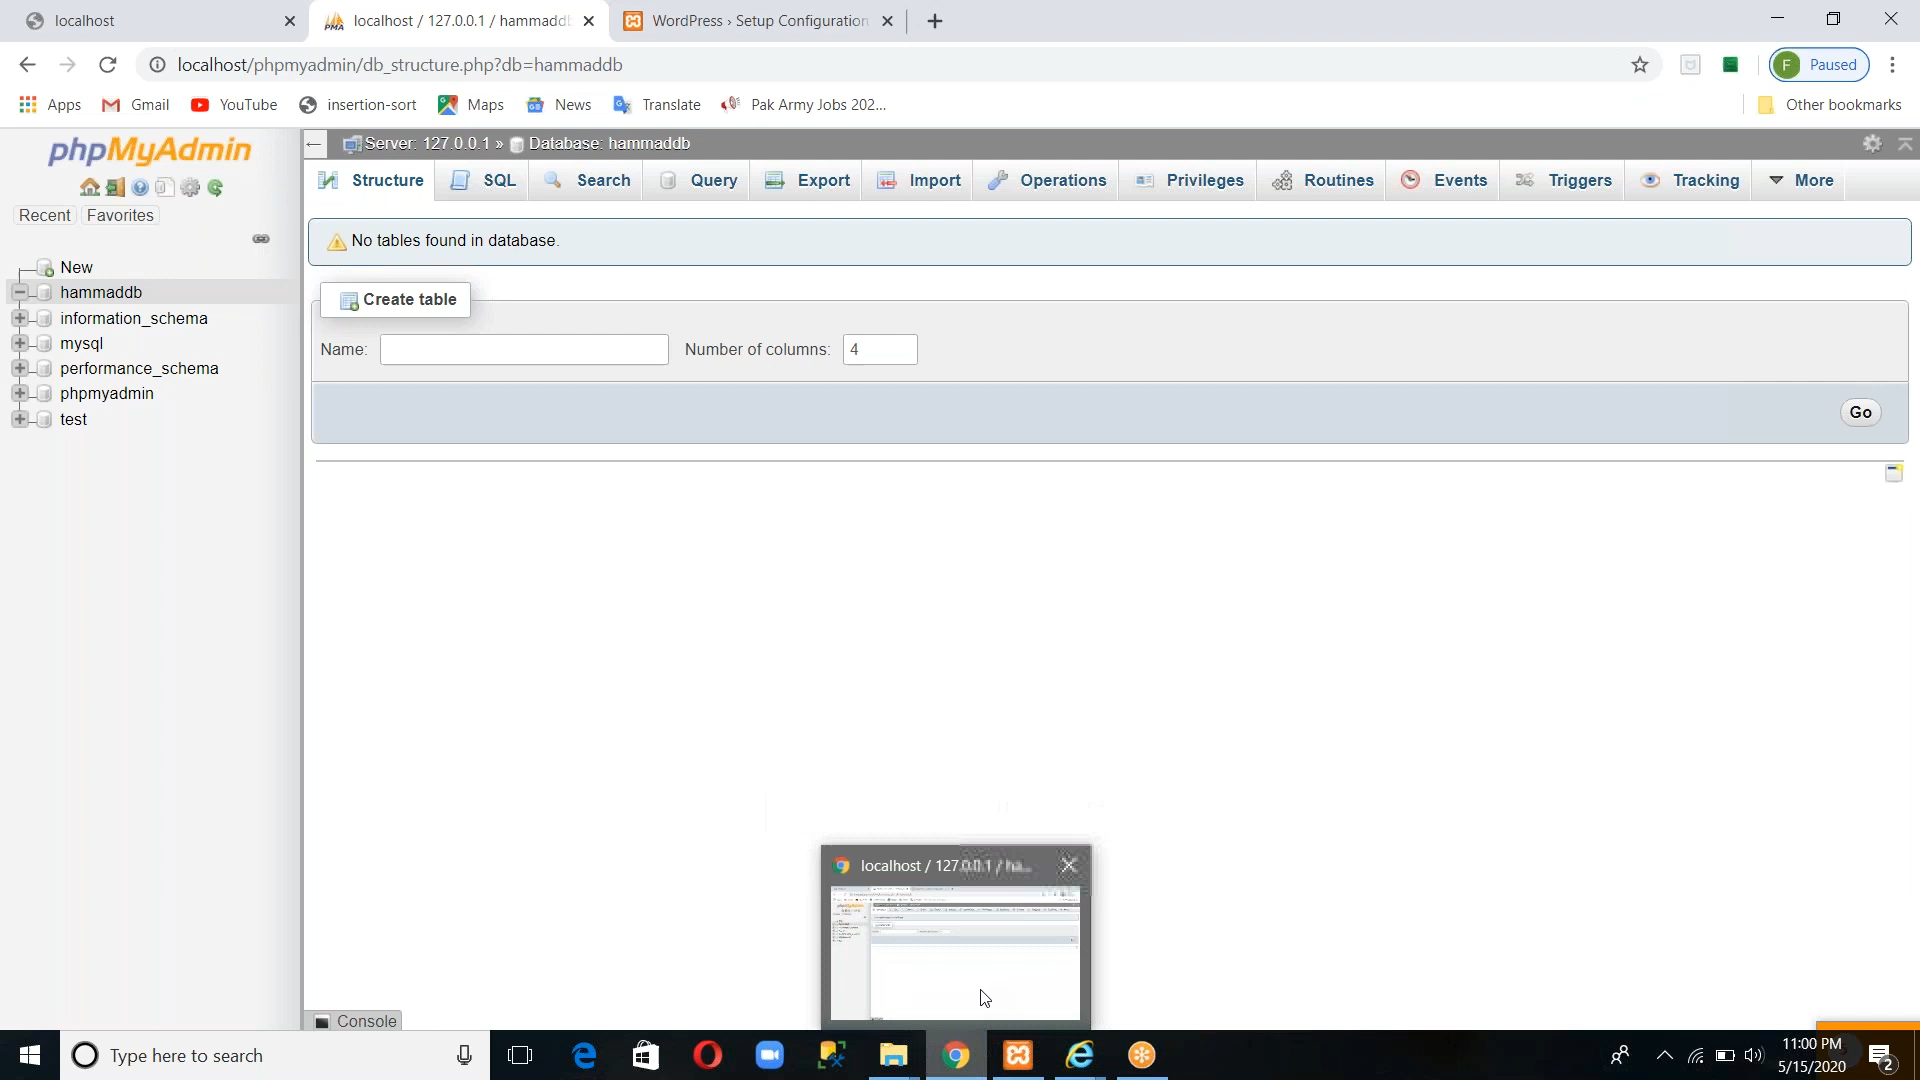 localhost
localhost / 127.0.0.1 / hammadd
WordPress › Setup Configuration
localhost/phpmyadmin/db_structure.php?db=hammaddb
F Paused
Apps
Gmail
YouTube
insertion-sort
Maps
News
Translate
Pak Army Jobs 202...
Other bookmarks
phpMyAdmin
Recent
Favorites
New
hammaddb
information_schema
mysql
performance_schema
phpmyadmin
test
Server: 127.0.0.1 » Database: hammaddb
Structure
SQL
Search
Query
Export
Import
Operations
Privileges
Routines
Events
Triggers
Tracking
More
No tables found in database.
Create table
Name:
Number of columns: 4
Go
localhost / 127.0.0.1 / ha...
Console
Type here to search
11:00 PM
5/15/2020
2